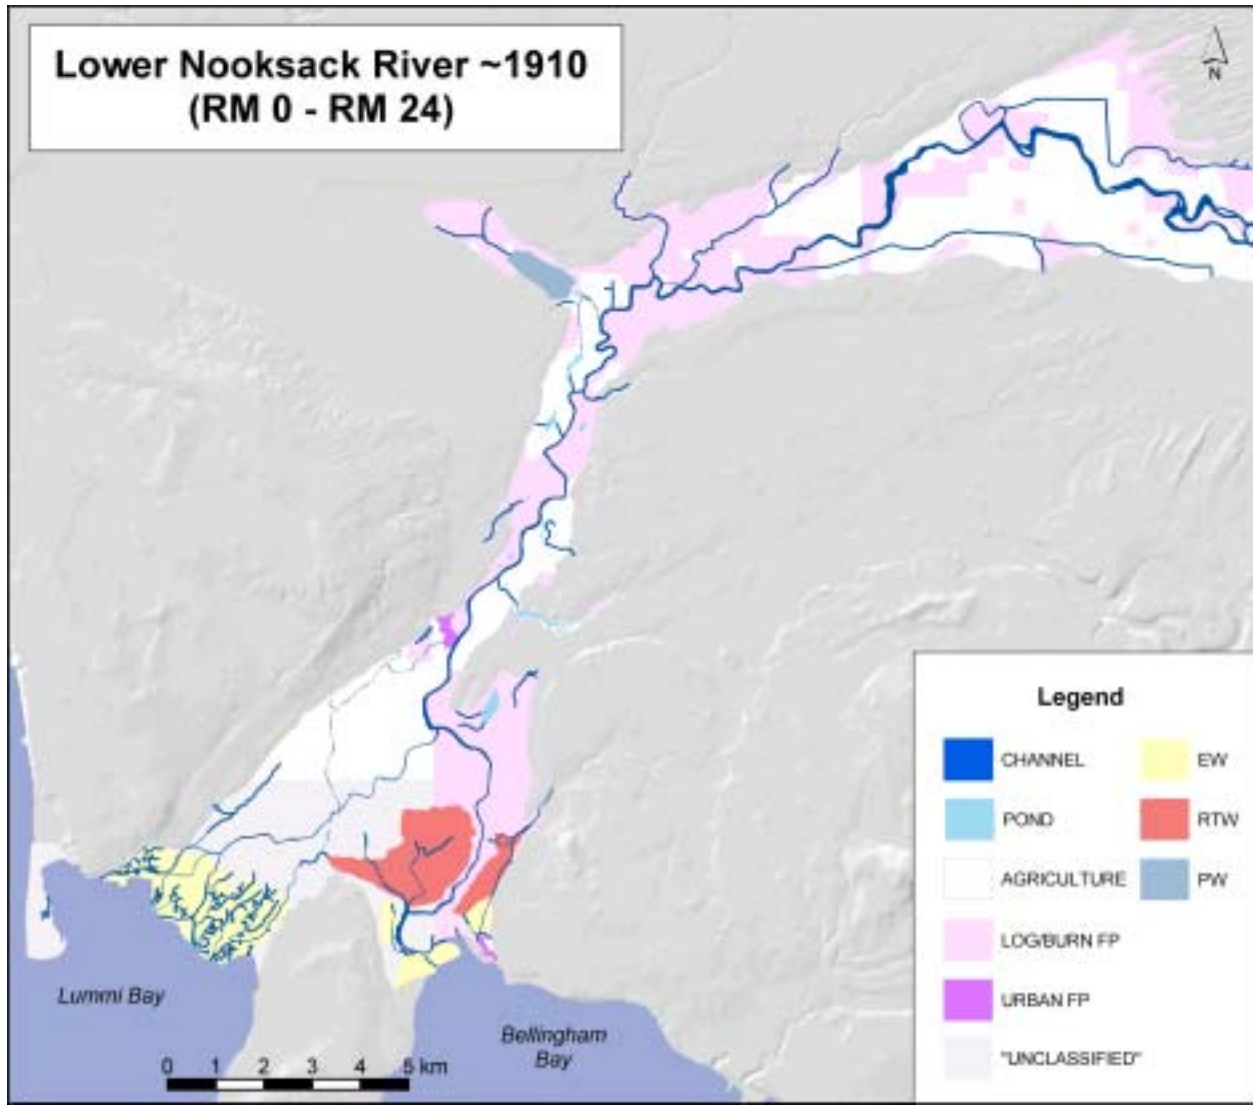 Lower Nooksack River ~1910
(RM 0 - RM 24)
N
Legend
CHANNEL
EW
POND
RTW
AGRICULTURE
PW
LOG/BURN FP
URBAN FP
"UNCLASSIFIED"
Lummi Bay
Bellingham
Bay
0 1 2 3 4 5 km